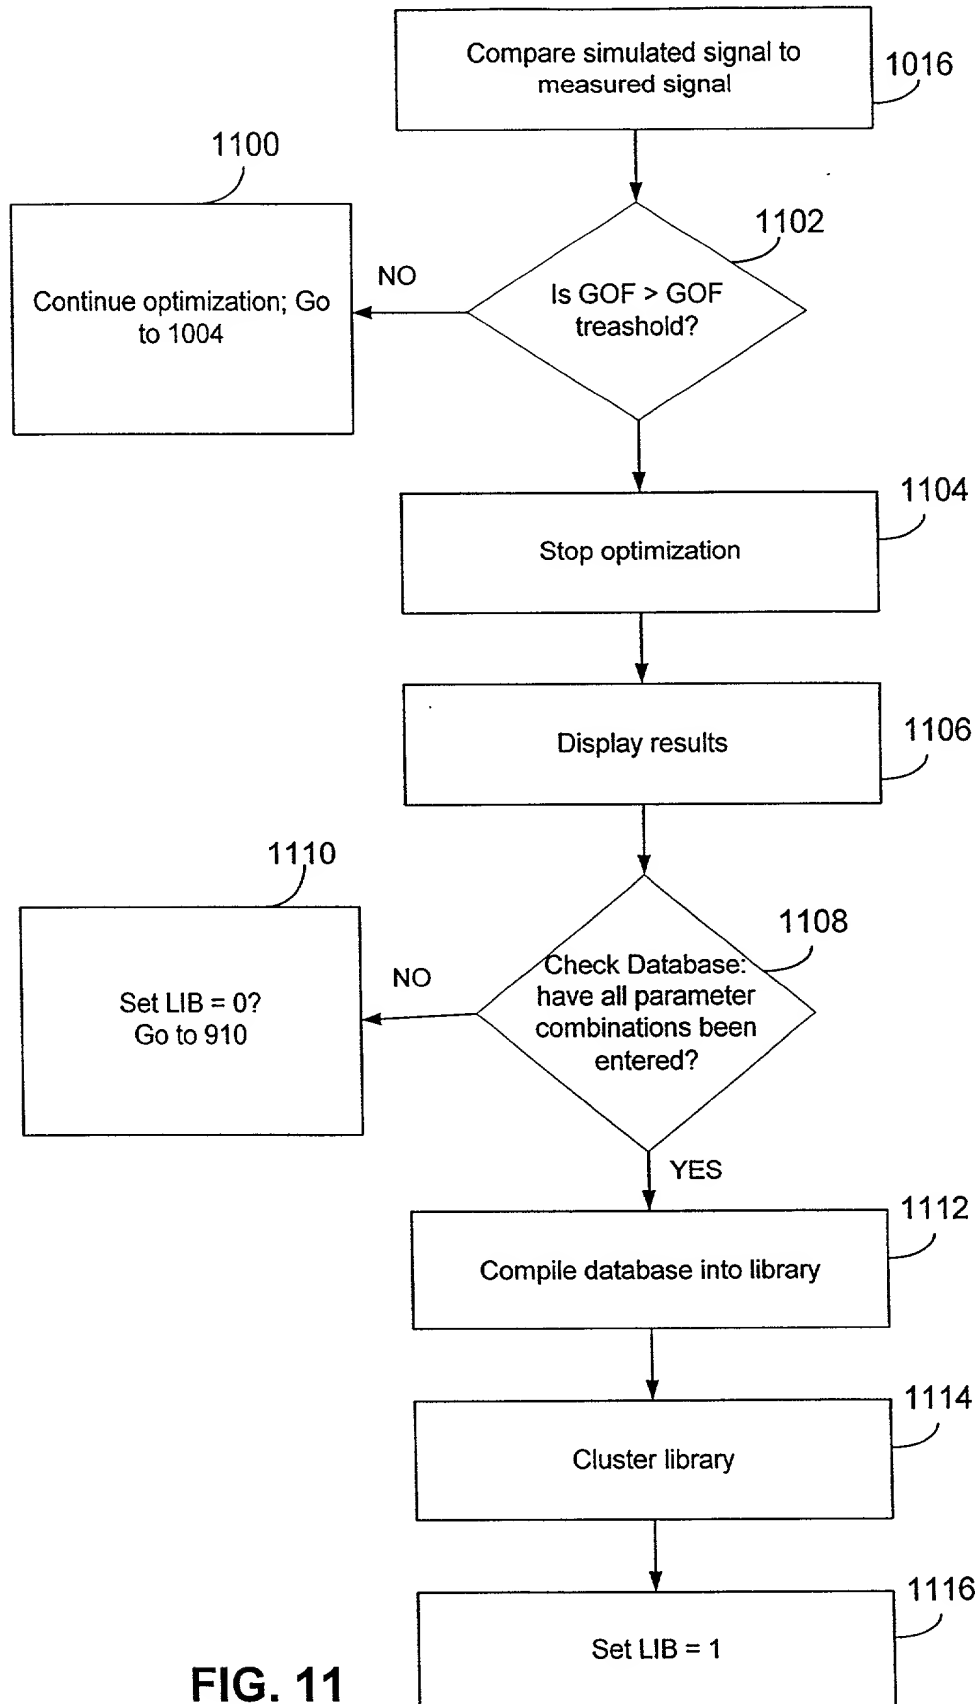 Compare simulated signal to
measured signal
1016
1100
1102
NO
Continue optimization; Go
to 1004
Is GOF > GOF
treashold?
1104
Stop optimization
1106
Display results
1110
1108
NO
Set LIB = 0?
Go to 910
Check Database:
have all parameter
combinations been
entered?
YES
1112
Compile database into library
1114
Cluster library
1116
Set LIB = 1
FIG. 11